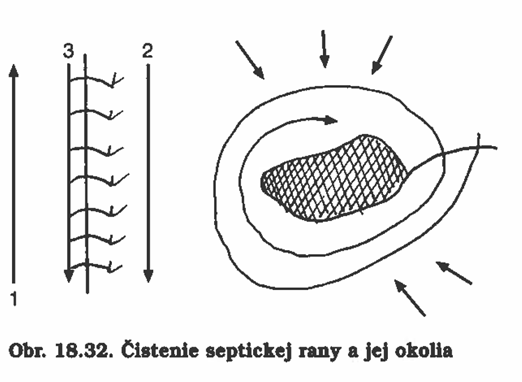 3 2
1
Obr. 18.32. Čistenie septickej rany a jej okolia